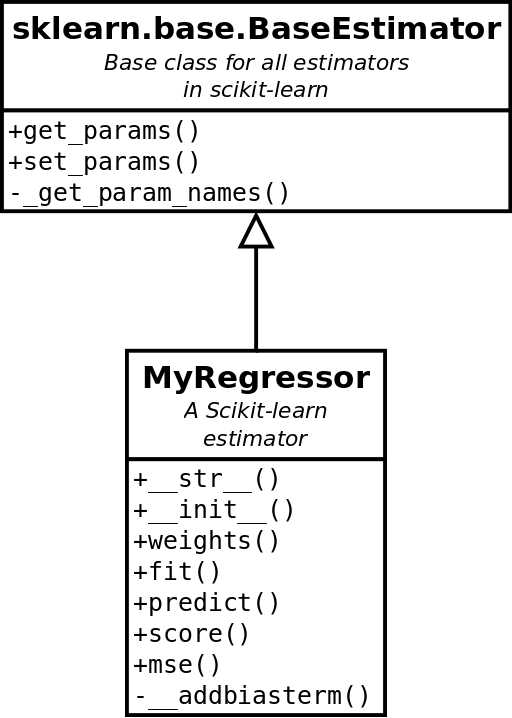 sklearn.base.BaseEstimator
Base class for all estimators
in scikit-learn
+get_params()
+set_params()
-_get_param_names()
MyRegressor
A Scikit-learn
estimator
+__str__()
+__init__()
+weights()
+fit()
+predict()
+score()
+mse()
-__addbiasterm()